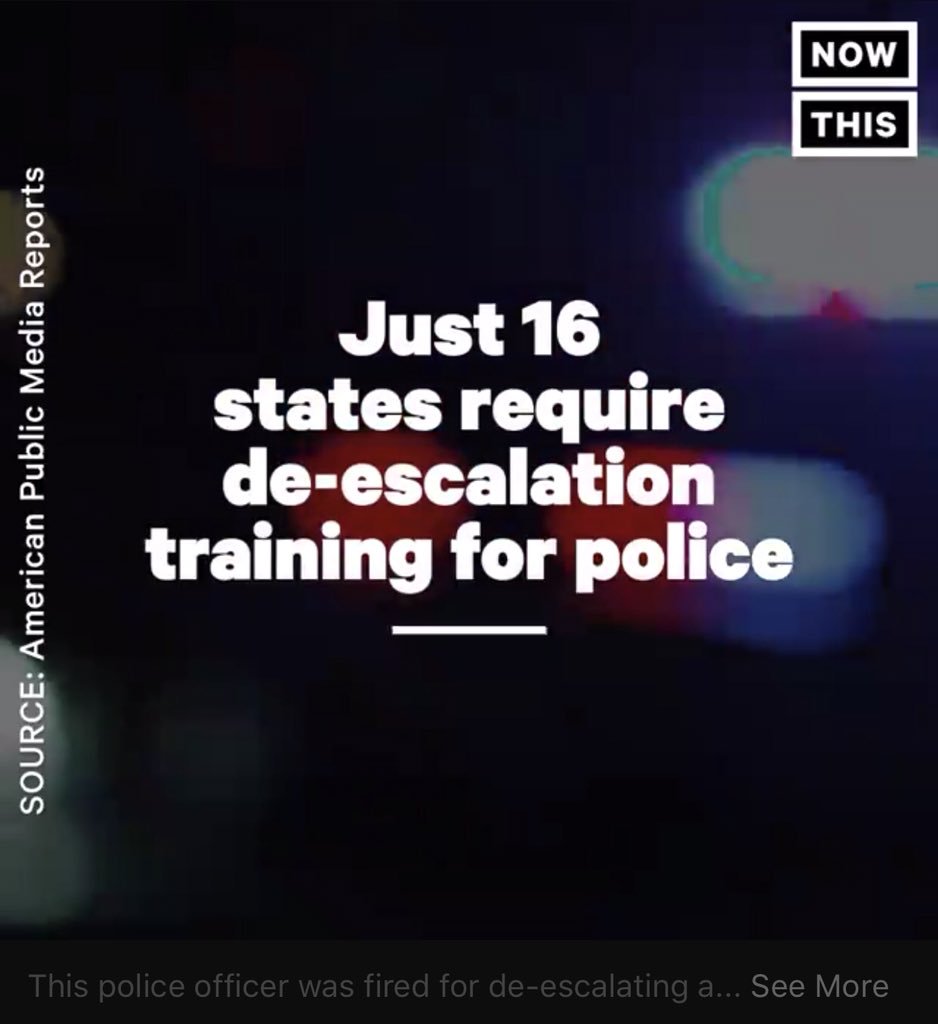 NOW
THIS
SOURCE: American Public Media Reports
Just 16
states require
de-escalation
training for police
This police officer was fired for de-escalating a... See More